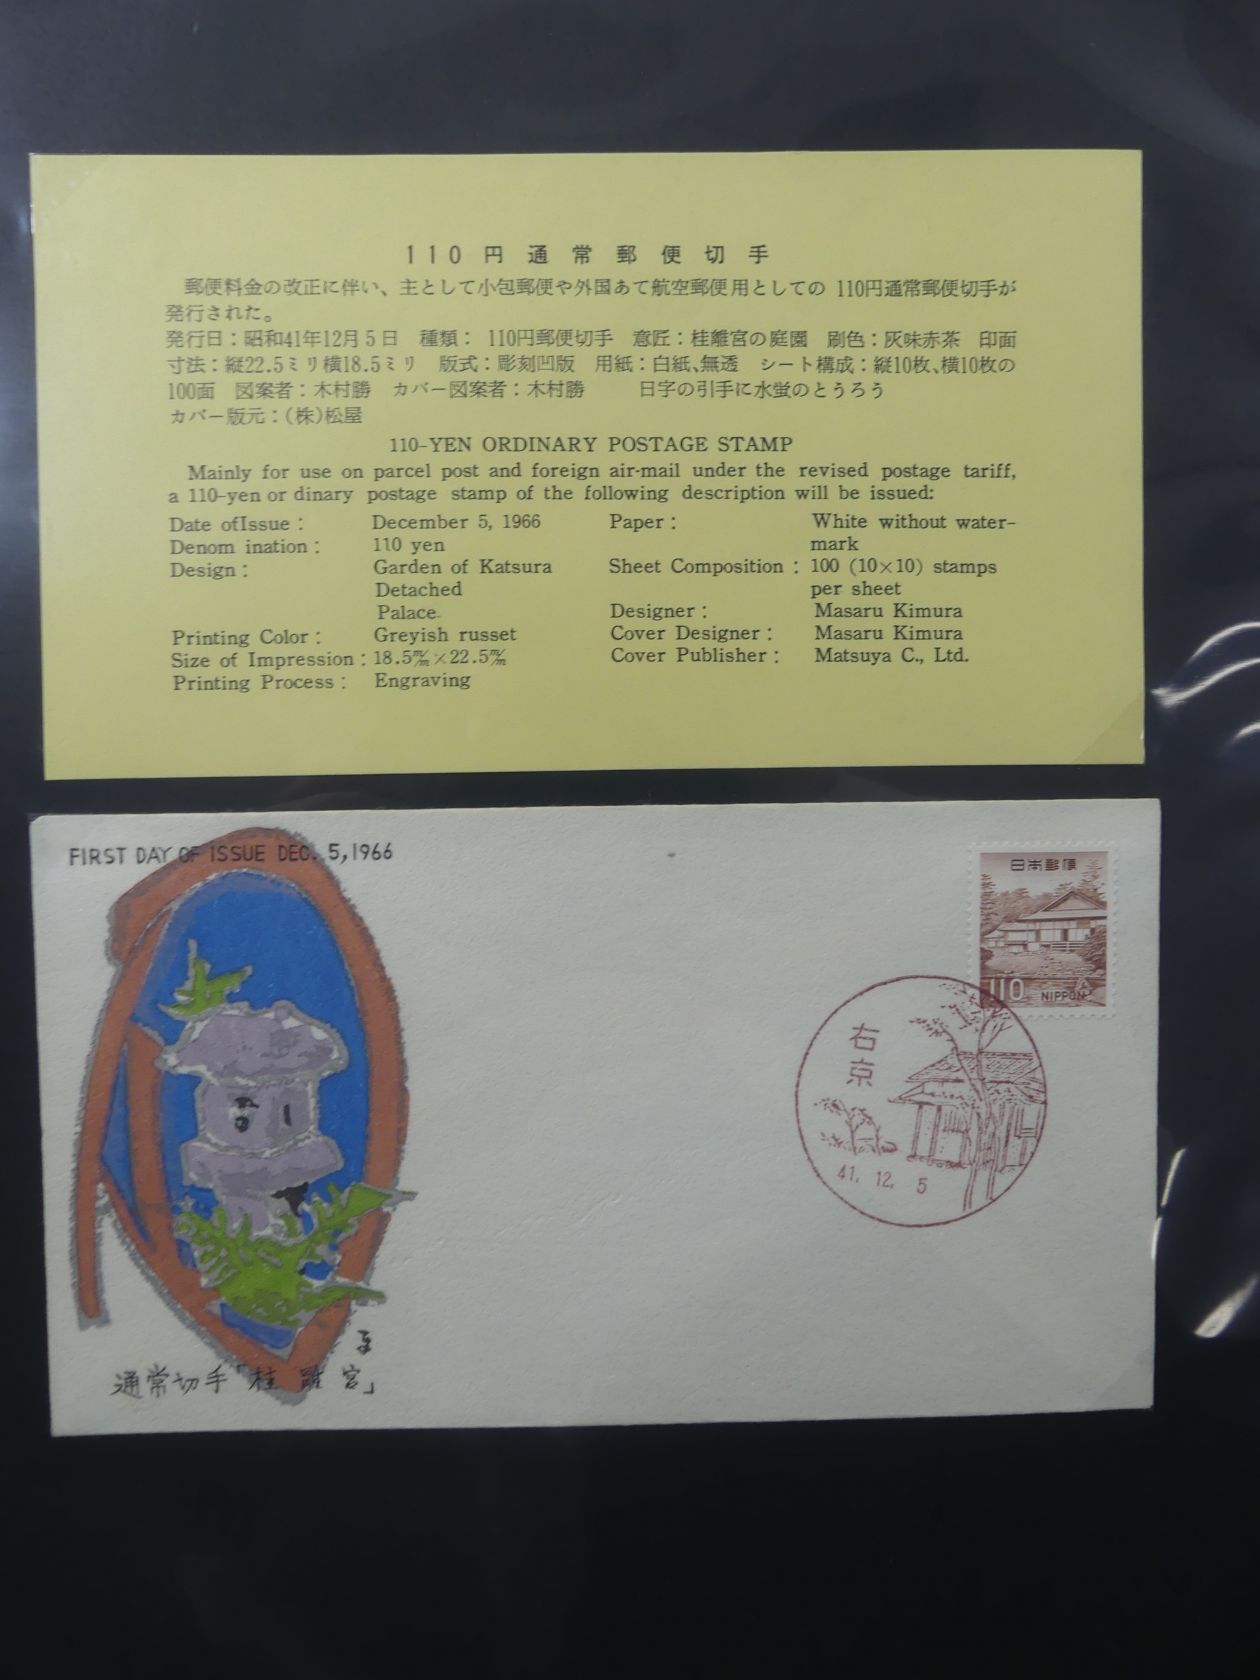 110円通常郵便切手
郵便料金の改正に伴い、主として小包郵便や外国あて航空郵便用としての 110円通常郵便切手が
発行された。
発行日：昭和41年12月5日　種類： 110円郵便切手　意匠：桂離宮の庭園　刷色：灰味赤茶　印面
寸法：縦22.5ミリ横18.5ミリ　版式：彫刻凹版　用紙：白紙、無透　シート構成：縦10枚、横10枚の
100面　図案者：木村勝　カバー図案者：木村勝　　日字の引手に水蛍のとうろう
カバー版元：(株)松屋
110-YEN ORDINARY POSTAGE STAMP
Mainly for use on parcel post and foreign air-mail under the revised postage tariff,
a 110-yen or dinary postage stamp of the following description will be issued:
Date ofIssue : December 5, 1966
Denom ination : 110 yen
Design : Garden of Katsura
Detached
Palace
Printing Color : Greyish russet
Size of Impression : 18.5m/m×22.5m/m
Printing Process : Engraving
Paper : White without water-
mark
Sheet Composition : 100 (10×10) stamps
per sheet
Designer : Masaru Kimura
Cover Designer : Masaru Kimura
Cover Publisher : Matsuya C., Ltd.
FIRST DAY OF ISSUE DEC. 5, 1966
日本郵便
110 NIPPON
右京
41. 12. 5
通常切手「桂離宮」